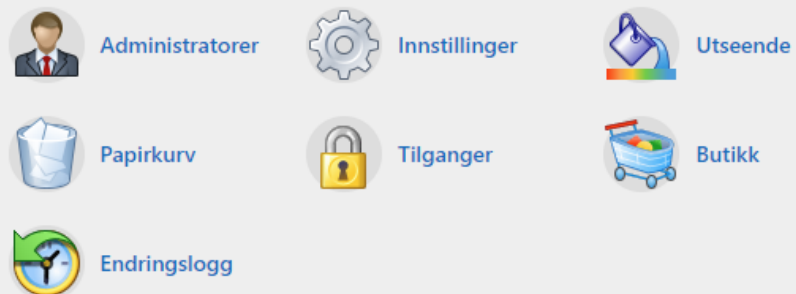 Administratorer
Innstillinger
Utseende
Papirkurv
Tilganger
Butikk
Endringslogg